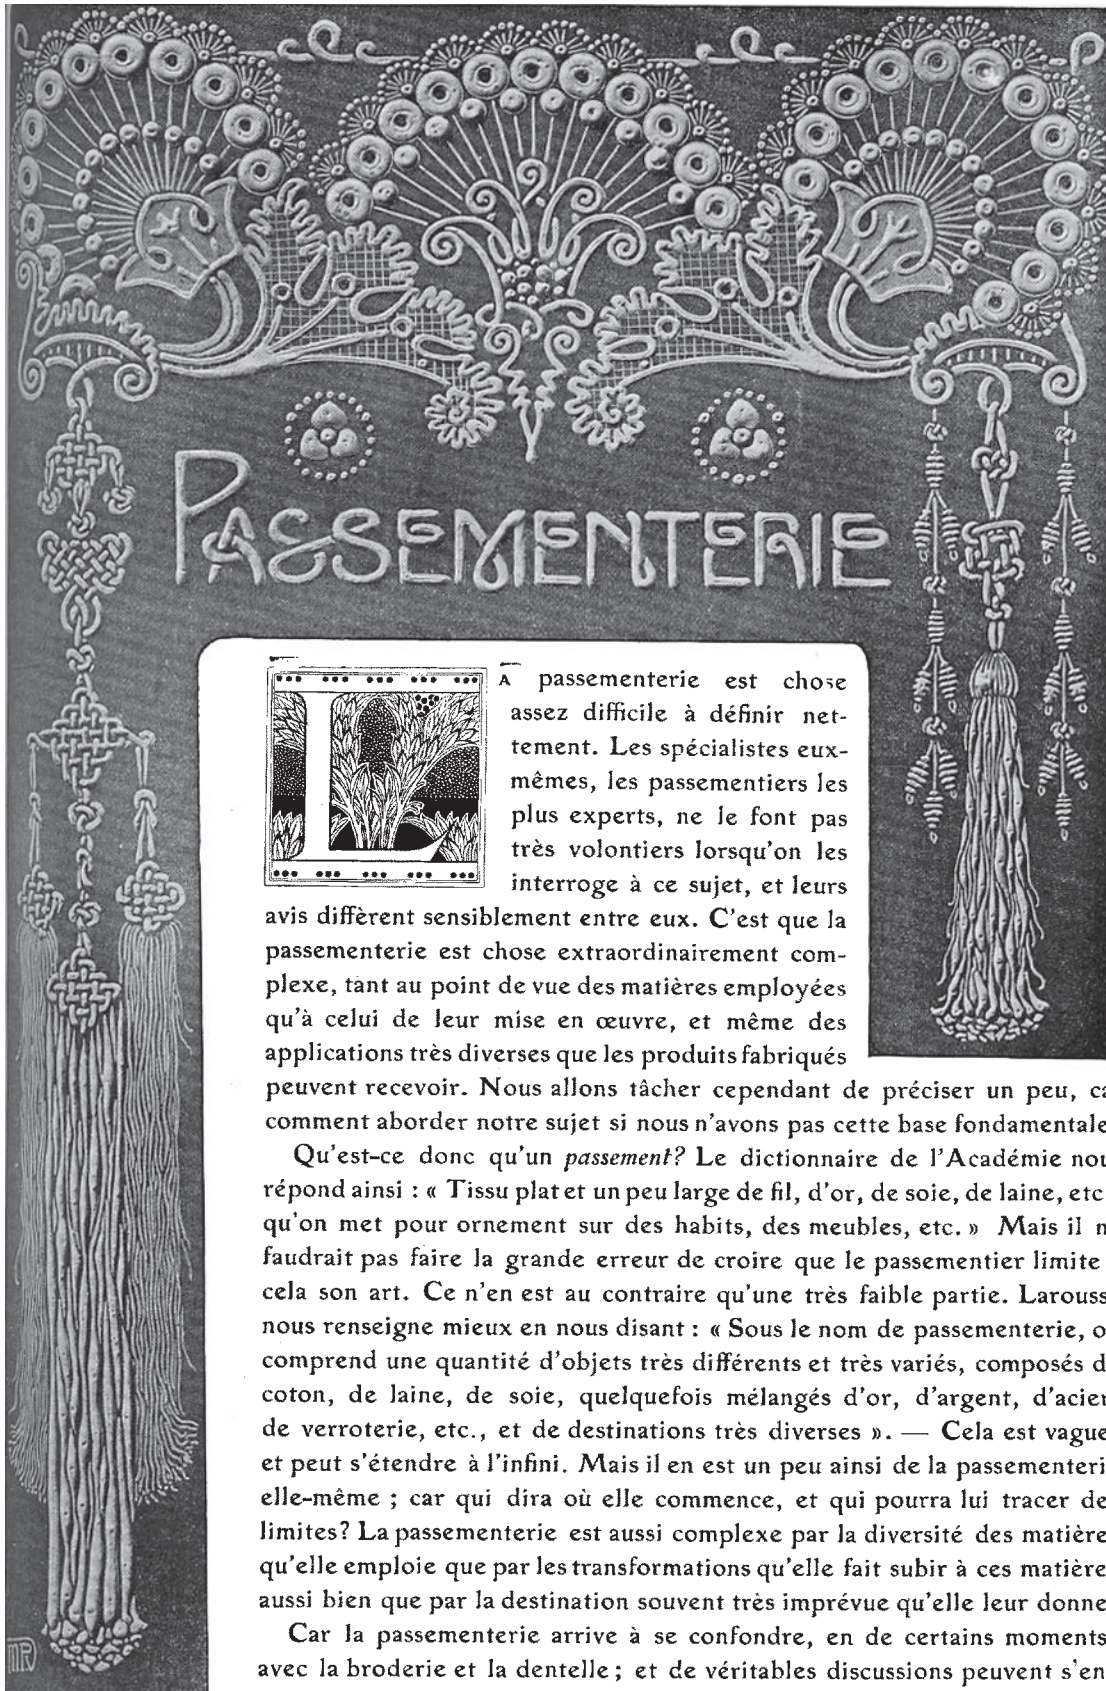 PASSEMENTERIE
LA passementerie est chose
assez difficile à définir net-
tement. Les spécialistes eux-
mêmes, les passementiers les
plus experts, ne le font pas
très volontiers lorsqu'on les
interroge à ce sujet, et leurs
avis diffèrent sensiblement entre eux. C'est que la
passementerie est chose extraordinairement com-
plexe, tant au point de vue des matières employées
qu'à celui de leur mise en œuvre, et même des
applications très diverses que les produits fabriqués
peuvent recevoir. Nous allons tâcher cependant de préciser un peu, ca
comment aborder notre sujet si nous n'avons pas cette base fondamentale
Qu'est-ce donc qu'un passement? Le dictionnaire de l'Académie nou
répond ainsi : « Tissu plat et un peu large de fil, d'or, de soie, de laine, etc
qu'on met pour ornement sur des habits, des meubles, etc. » Mais il n
faudrait pas faire la grande erreur de croire que le passementier limite
cela son art. Ce n'en est au contraire qu'une très faible partie. Larouss
nous renseigne mieux en nous disant : « Sous le nom de passementerie, o
comprend une quantité d'objets très différents et très variés, composés d
coton, de laine, de soie, quelquefois mélangés d'or, d'argent, d'acier
de verroterie, etc., et de destinations très diverses ». — Cela est vague
et peut s'étendre à l'infini. Mais il en est un peu ainsi de la passementeri
elle-même ; car qui dira où elle commence, et qui pourra lui tracer de
limites? La passementerie est aussi complexe par la diversité des matière
qu'elle emploie que par les transformations qu'elle fait subir à ces matière
aussi bien que par la destination souvent très imprévue qu'elle leur donne
Car la passementerie arrive à se confondre, en de certains moments
avec la broderie et la dentelle ; et de véritables discussions peuvent s'en